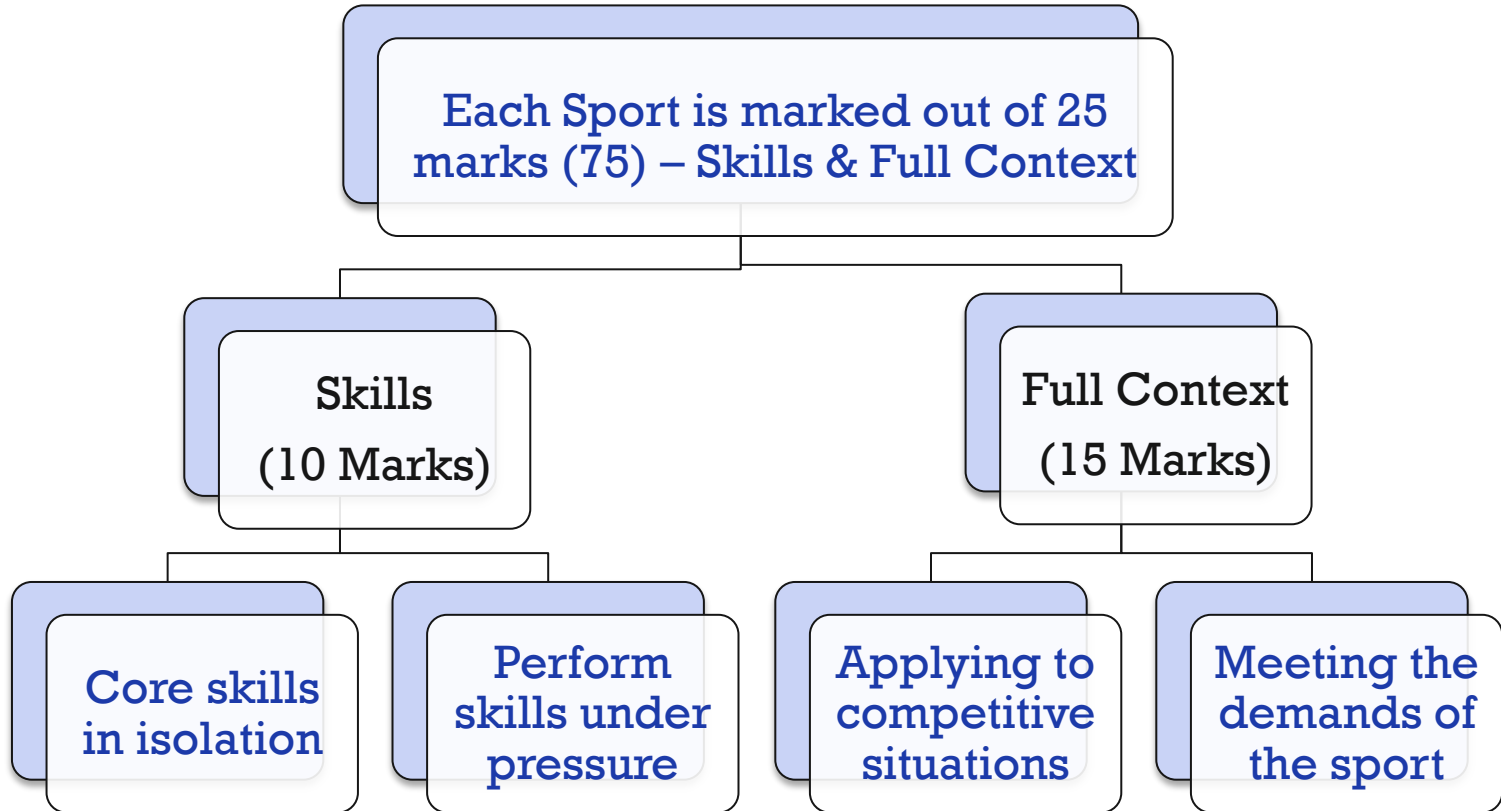 Each Sport is marked out of 25
marks (75) – Skills & Full Context
Skills
(10 Marks)
Full Context
(15 Marks)
Core skills
in isolation
Perform
skills under
pressure
Applying to
competitive
situations
Meeting the
demands of
the sport